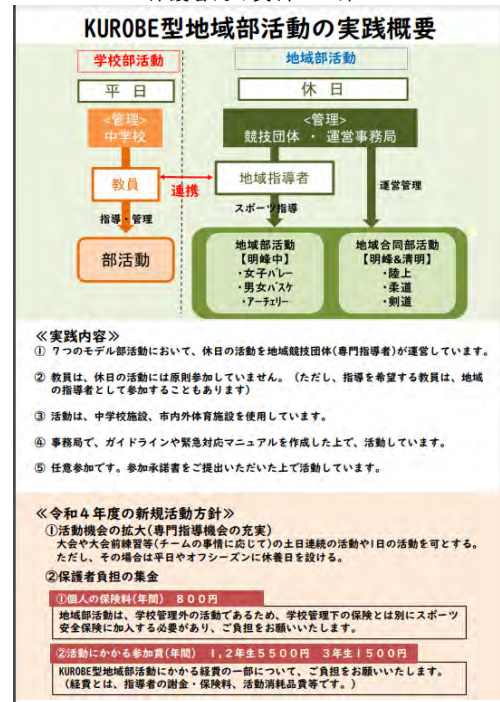 KUROBE型地域部活動の実践概要
学校部活動
地域部活動
平 日
休 日
<管理>
中学校
<管理>
競技団体 ・ 運営事務局
教員
連携
地域指導者
運営管理
指導・管理
スポーツ指導
部活動
地域部活動
【明峰中】
・女子バレー
・男女バスケ
・アーチェリー
地域合同部活動
【明峰&清明】
・陸上
・柔道
・剣道
≪実践内容≫
① 7つのモデル部活動において、休日の活動を地域競技団体(専門指導者)が運営しています。
② 教員は、休日の活動には原則参加していません。（ただし、指導を希望する教員は、地域
の指導者として参加することもあります）
③ 活動は、中学校施設、市内外体育施設を使用しています。
④ 事務局で、ガイドラインや緊急対応マニュアルを作成した上で、活動しています。
⑤ 任意参加です。参加承諾書をご提出いただいた上で活動しています。
≪令和４年度の新規活動方針≫
①活動機会の拡大(専門指導機会の充実)
大会や大会前練習等(チームの事情に応じて)の土日連続の活動や1日の活動を可とする。
ただし、その場合は平日やオフシーズンに休養日を設ける。
②保護者負担の集金
①個人の保険料(年間) ８００円
地域部活動は、学校管理外の活動であるため、学校管理下の保険とは別にスポーツ
安全保険に加入する必要があり、ご負担をお願いいたします。
②活動にかかる参加費(年間) １,２年生５５００円 ３年生１５００円
KUROBE型地域部活動にかかる経費の一部について、ご負担をお願いいたします。
（経費とは、指導者の謝金・保険料、活動消耗品費等です。）